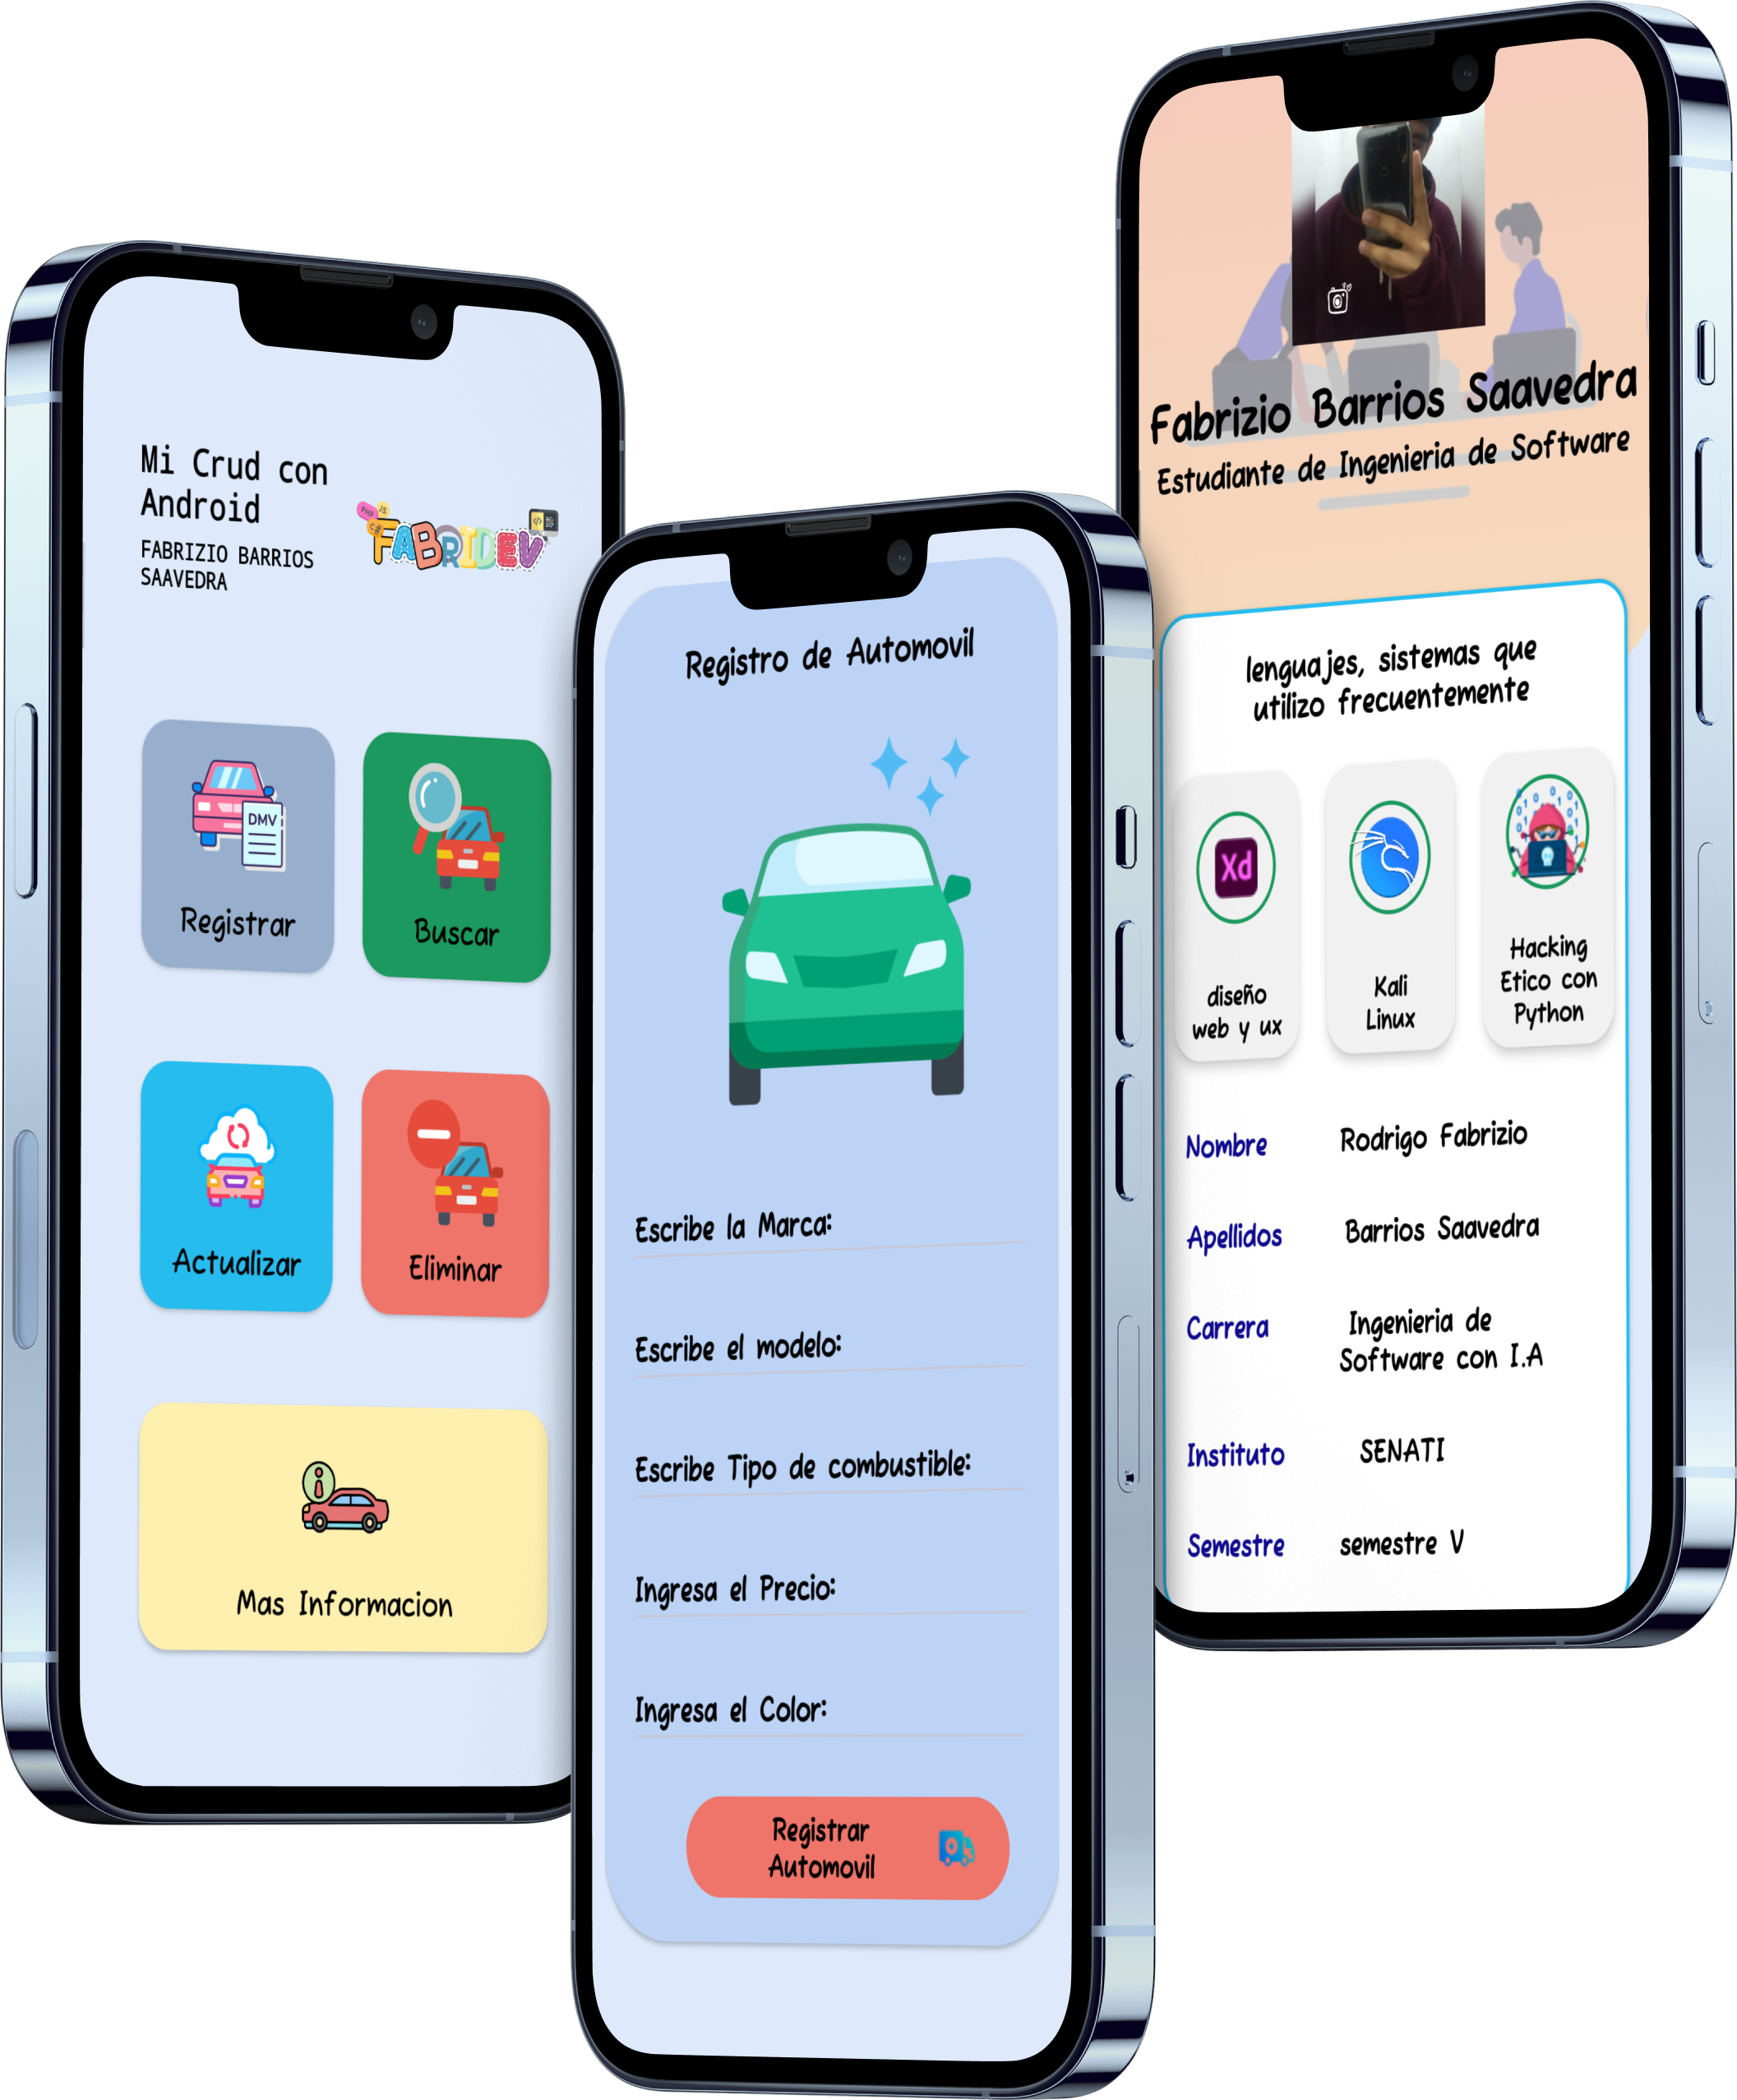 Mi Crud con
Android
FABRIZIO BARRIOS
SAAVEDRA
PHP
JS
C#
FABRIDEV
DMV
Registrar
Buscar
Actualizar
Eliminar
Mas Informacion
Registro de Automovil
Escribe la Marca:
Escribe el modelo:
Escribe Tipo de combustible:
Ingresa el Precio:
Ingresa el Color:
Registrar
Automovil
Fabrizio Barrios Saavedra
Estudiante de Ingenieria de Software
lenguajes, sistemas que
utilizo frecuentemente
Xd
diseño
web y ux
Kali
Linux
Hacking
Etico con
Python
Nombre Rodrigo Fabrizio
Apellidos Barrios Saavedra
Carrera Ingenieria de
Software con I.A
Instituto SENATI
Semestre semestre V